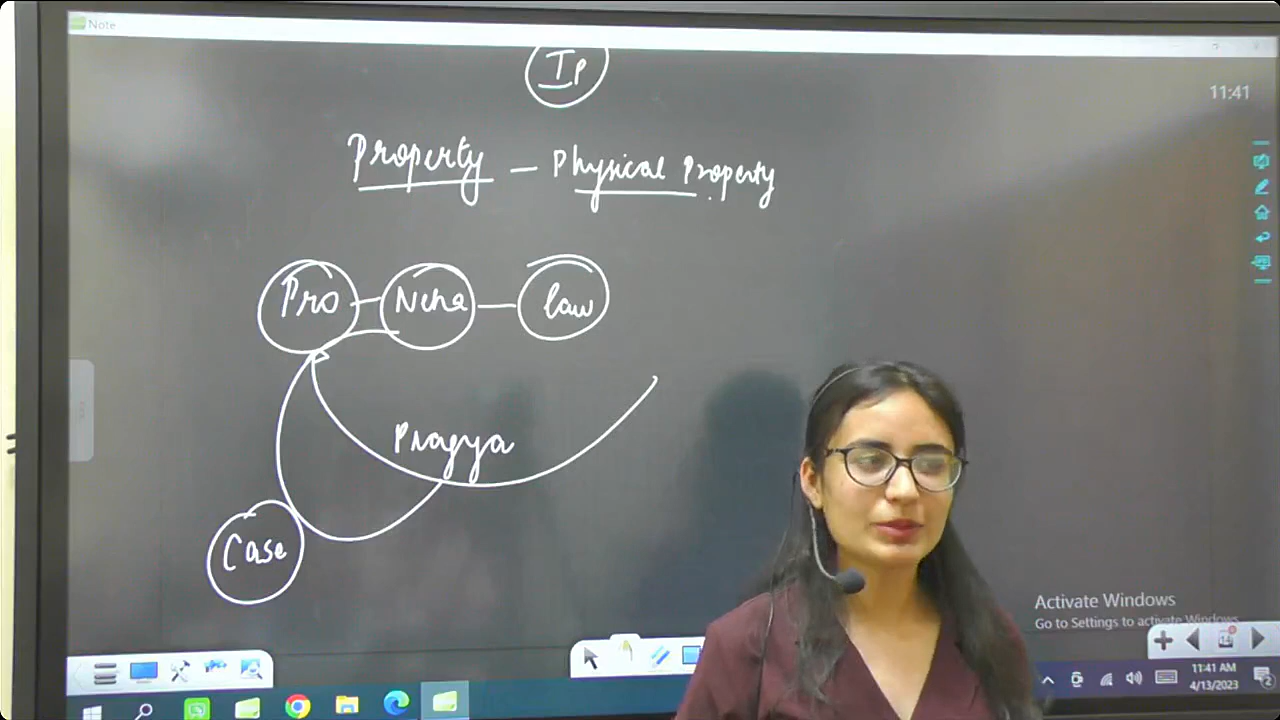 Note
IP
11:41
Property – Physical Property
Pro – Neha – law
Pragya
Case
Activate Windows
Go to Settings to activate Windows.
11:41 AM
4/13/2023
2